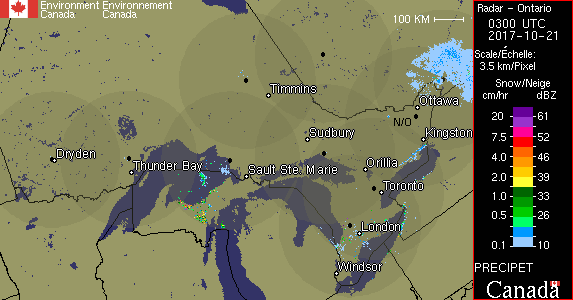 Environment Environnement
Canada Canada
100 KM
Timmins
Ottawa
N/O
Sudbury
Kingston
Dryden
Thunder Bay
Sault Ste. Marie
Orillia
Toronto
London
Windsor
Radar - Ontario
0300 UTC
2017-10-21
Scale/Échelle:
3.5 km/Pixel
Snow/Neige
cm/hr dBZ
20 61
7.5 52
4.0 46
2.0 39
1.0 33
0.5 26
0.1 10
PRECIPET
Canada